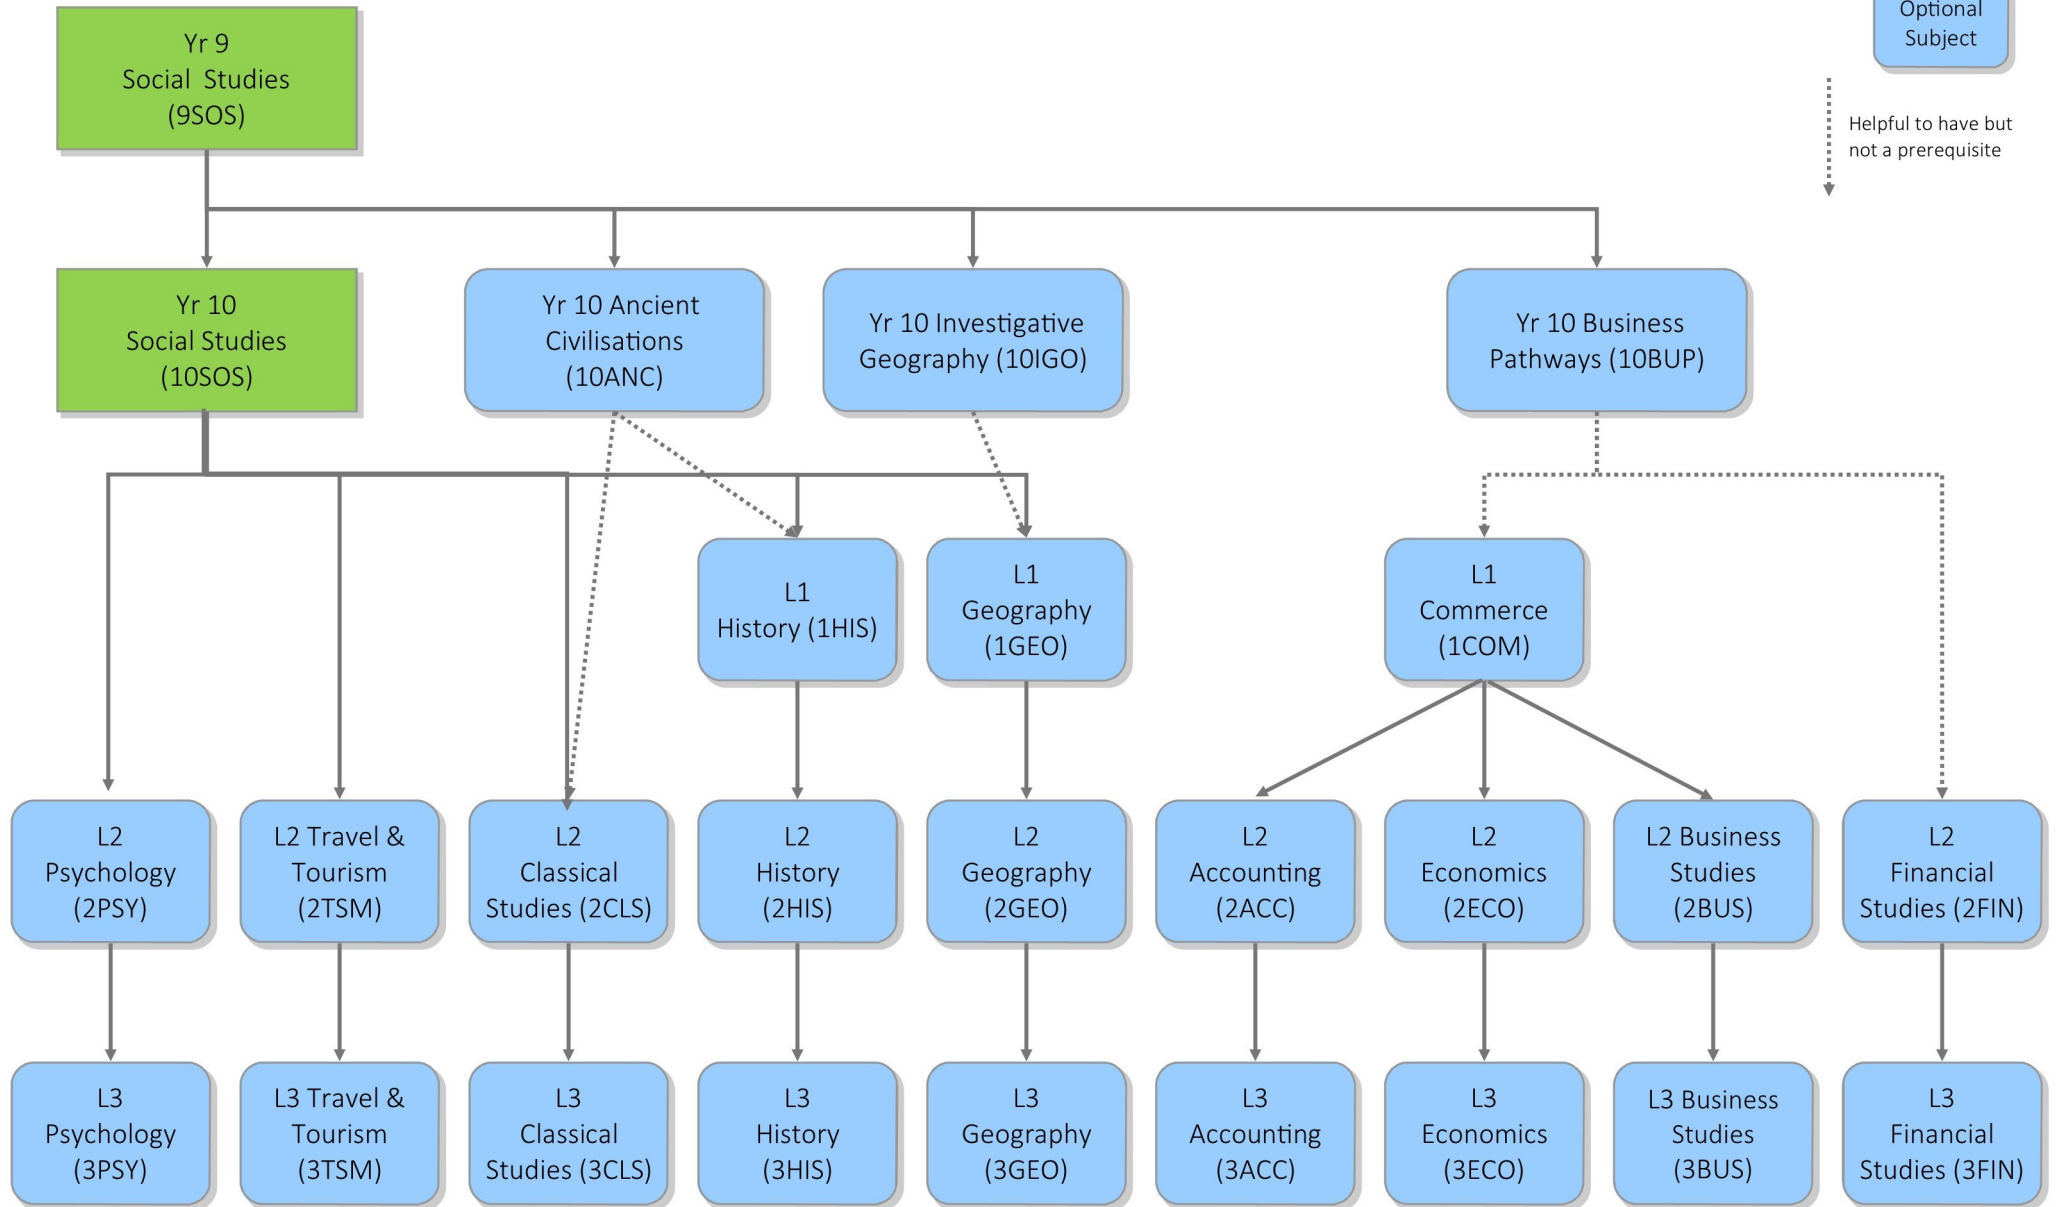 Yr 9
Social Studies
(9SOS)
Optional
Subject
Helpful to have but
not a prerequisite
Yr 10
Social Studies
(10SOS)
Yr 10 Ancient
Civilisations
(10ANC)
Yr 10 Investigative
Geography (10IGO)
Yr 10 Business
Pathways (10BUP)
L1
History (1HIS)
L1
Geography
(1GEO)
L1
Commerce
(1COM)
L2
Psychology
(2PSY)
L2 Travel &
Tourism
(2TSM)
L2
Classical
Studies (2CLS)
L2
History
(2HIS)
L2
Geography
(2GEO)
L2
Accounting
(2ACC)
L2
Economics
(2ECO)
L2 Business
Studies
(2BUS)
L2
Financial
Studies (2FIN)
L3
Psychology
(3PSY)
L3 Travel &
Tourism
(3TSM)
L3
Classical
Studies (3CLS)
L3
History
(3HIS)
L3
Geography
(3GEO)
L3
Accounting
(3ACC)
L3
Economics
(3ECO)
L3 Business
Studies
(3BUS)
L3
Financial
Studies (3FIN)